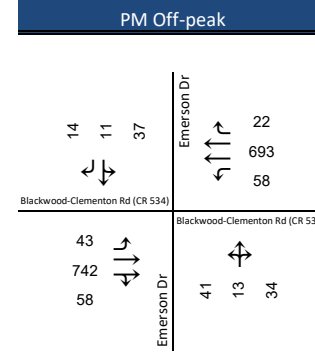 PM Off-peak
Emerson Dr
14 11 37
22
693
58
Blackwood-Clementon Rd (CR 534)
Blackwood-Clementon Rd (CR 53
43
742
58
Emerson Dr
41 13 34